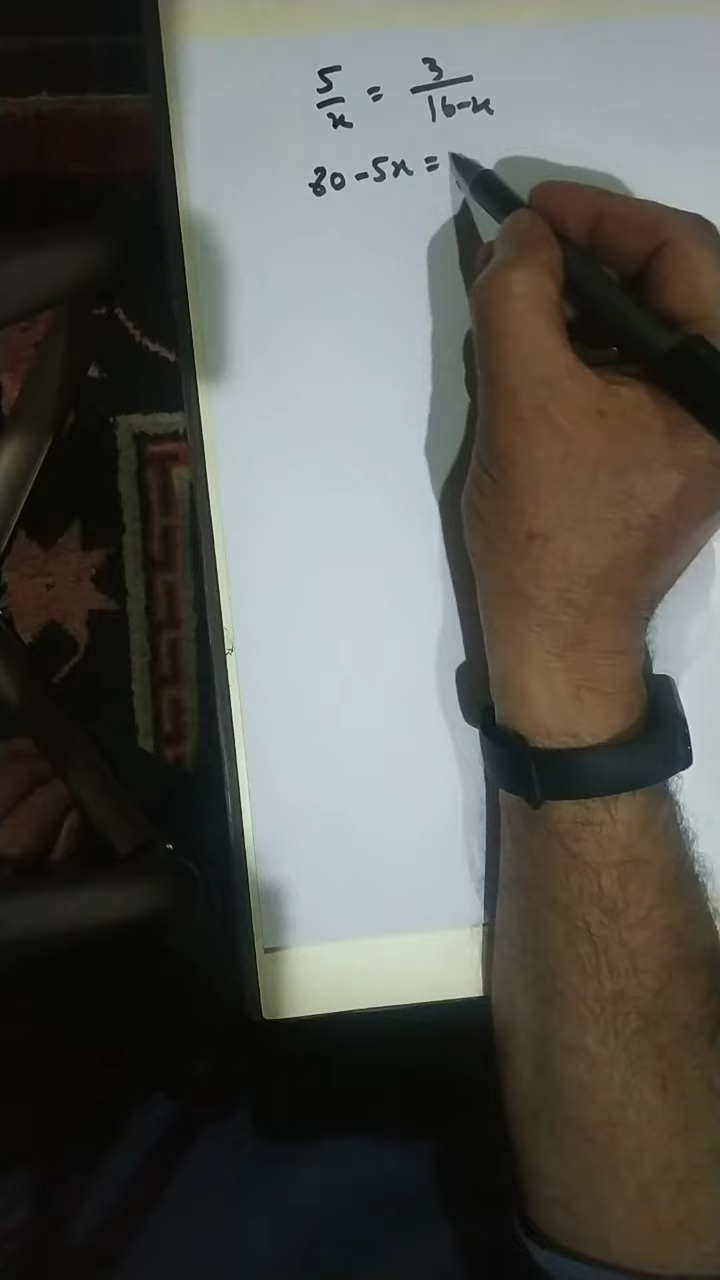 5/x = 3/16-x
80-5x=